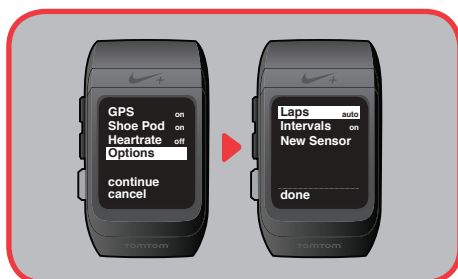 GPS on
Shoe Pod on
Heartrate off
Options
continue
cancel
TOMTOM
Laps auto
Intervals on
New Sensor
done
TOMTOM